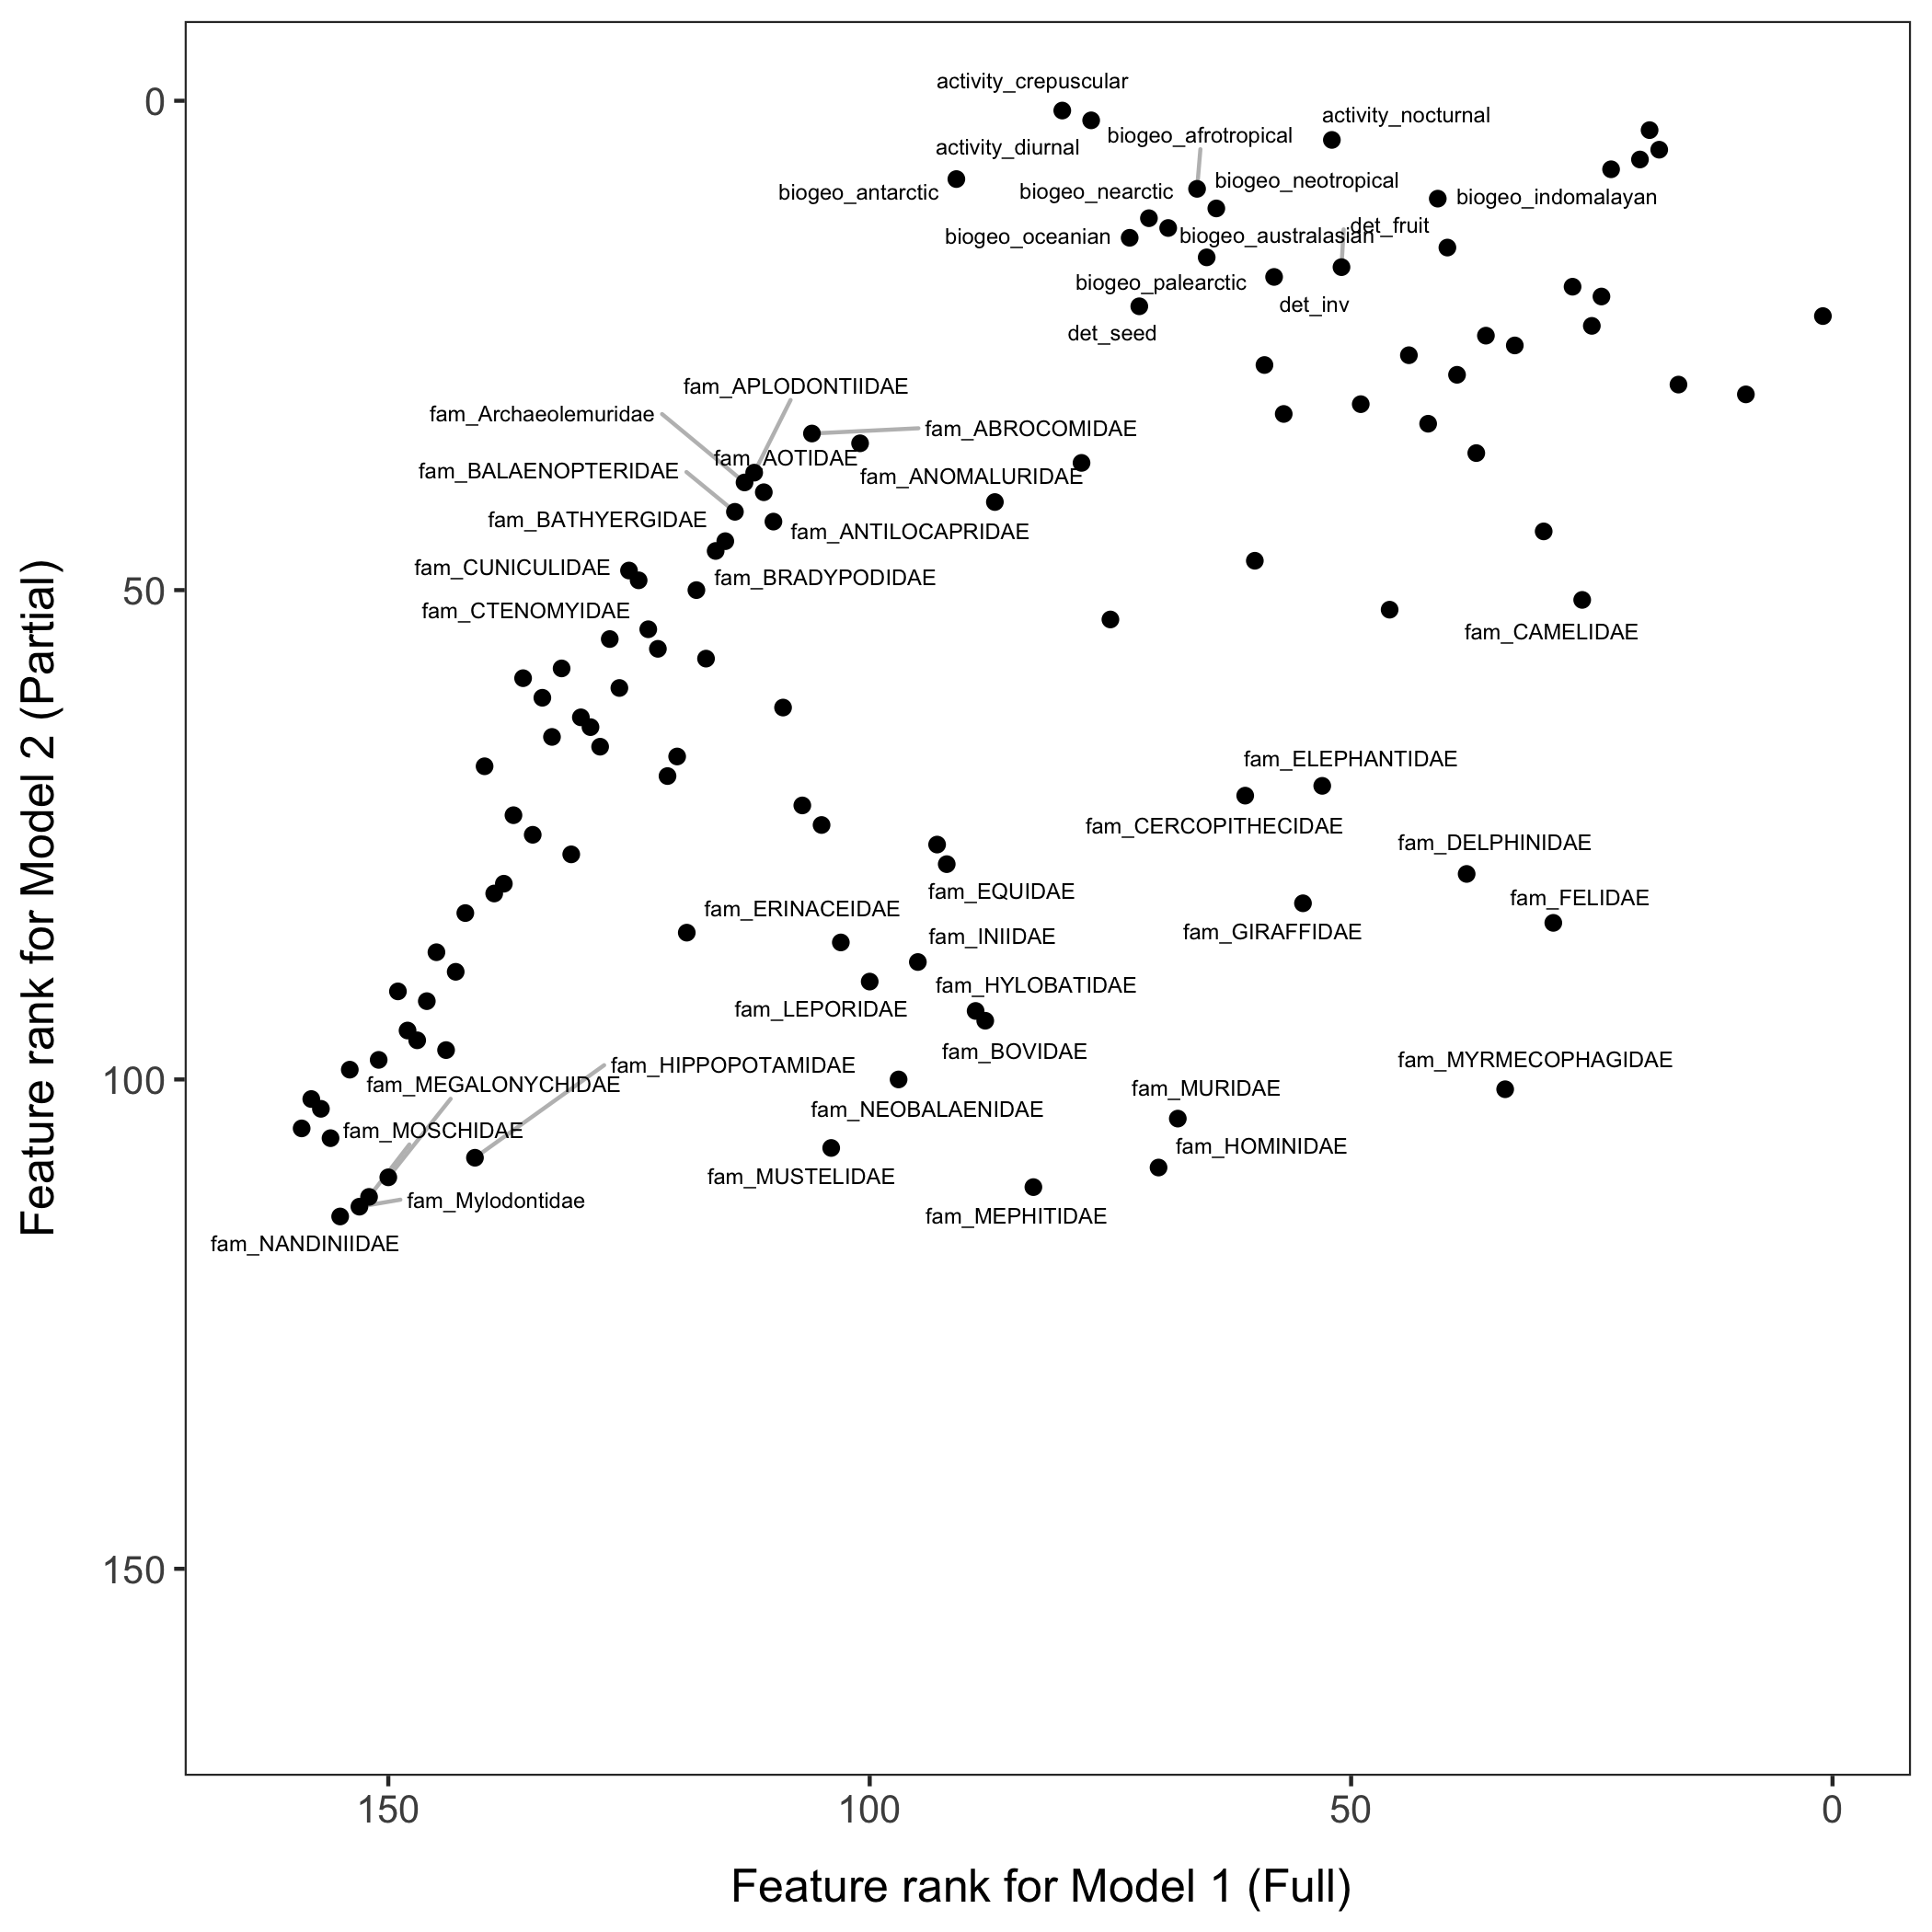 activity_crepuscular
activity_nocturnal
biogeo_afrotropical
activity_diurnal
biogeo_neotropical
biogeo_nearctic
biogeo_antarctic
biogeo_indomalayan
det_fruit
biogeo_australasian
biogeo_oceanian
biogeo_palearctic
det_inv
det_seed
fam_APLODONTIIDAE
fam_Archaeolemuridae
fam_ABROCOMIDAE
fam_AOTIDAE
fam_BALAENOPTERIDAE
fam_ANOMALURIDAE
fam_BATHYERGIDAE
fam_ANTILOCAPRIDAE
fam_CUNICULIDAE
fam_BRADYPODIDAE
fam_CTENOMYIDAE
fam_CAMELIDAE
fam_ELEPHANTIDAE
fam_CERCOPITHECIDAE
fam_DELPHINIDAE
fam_EQUIDAE
fam_FELIDAE
fam_ERINACEIDAE
fam_GIRAFFIDAE
fam_INIIDAE
fam_HYLOBATIDAE
fam_LEPORIDAE
fam_BOVIDAE
fam_MYRMECOPHAGIDAE
fam_HIPPOPOTAMIDAE
fam_MEGALONYCHIDAE
fam_MURIDAE
fam_NEOBALAENIDAE
fam_MOSCHIDAE
fam_HOMINIDAE
fam_MUSTELIDAE
fam_Mylodontidae
fam_MEPHITIDAE
fam_NANDINIIDAE
0
50
100
150
Feature rank for Model 2 (Partial)
150
100
50
0
Feature rank for Model 1 (Full)